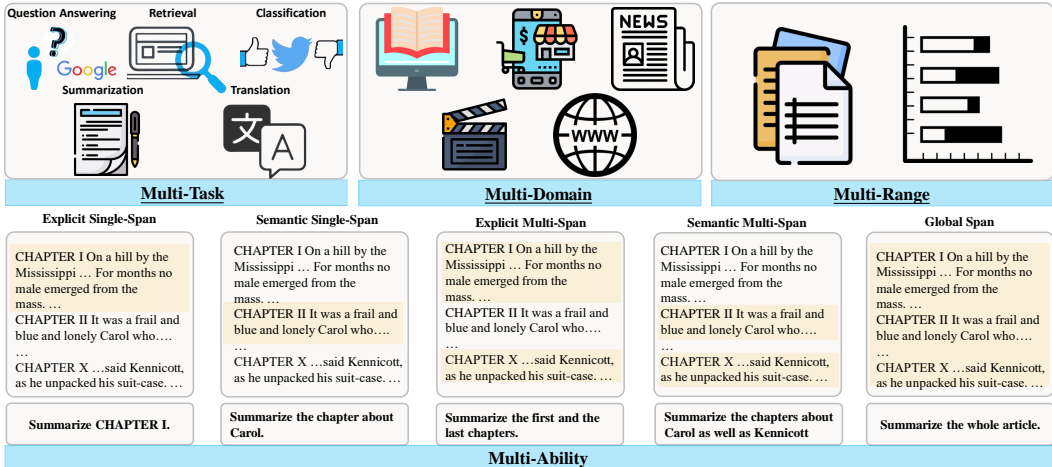 Question Answering
Retrieval
Classification
?
Google
Summarization
Translation
文
A
$
NEWS
WWW
Multi-Task
Multi-Domain
Multi-Range
Explicit Single-Span
CHAPTER I On a hill by the
Mississippi … For months no
male emerged from the
mass. …
CHAPTER II It was a frail and
blue and lonely Carol who….
…
CHAPTER X …said Kennicott,
as he unpacked his suit-case. …
Summarize CHAPTER I.
Semantic Single-Span
CHAPTER I On a hill by the
Mississippi … For months no
male emerged from the
mass. …
CHAPTER II It was a frail and
blue and lonely Carol who….
…
CHAPTER X …said Kennicott,
as he unpacked his suit-case. …
Summarize the chapter about
Carol.
Explicit Multi-Span
CHAPTER I On a hill by the
Mississippi … For months no
male emerged from the
mass. …
CHAPTER II It was a frail and
blue and lonely Carol who….
…
CHAPTER X …said Kennicott,
as he unpacked his suit-case. …
Summarize the first and the
last chapters.
Semantic Multi-Span
CHAPTER I On a hill by the
Mississippi … For months no
male emerged from the
mass. …
CHAPTER II It was a frail and
blue and lonely Carol who….
…
CHAPTER X …said Kennicott,
as he unpacked his suit-case. …
Summarize the chapters about
Carol as well as Kennicott
Global Span
CHAPTER I On a hill by the
Mississippi … For months no
male emerged from the
mass. …
CHAPTER II It was a frail and
blue and lonely Carol who….
…
CHAPTER X …said Kennicott,
as he unpacked his suit-case. …
Summarize the whole article.
Multi-Ability